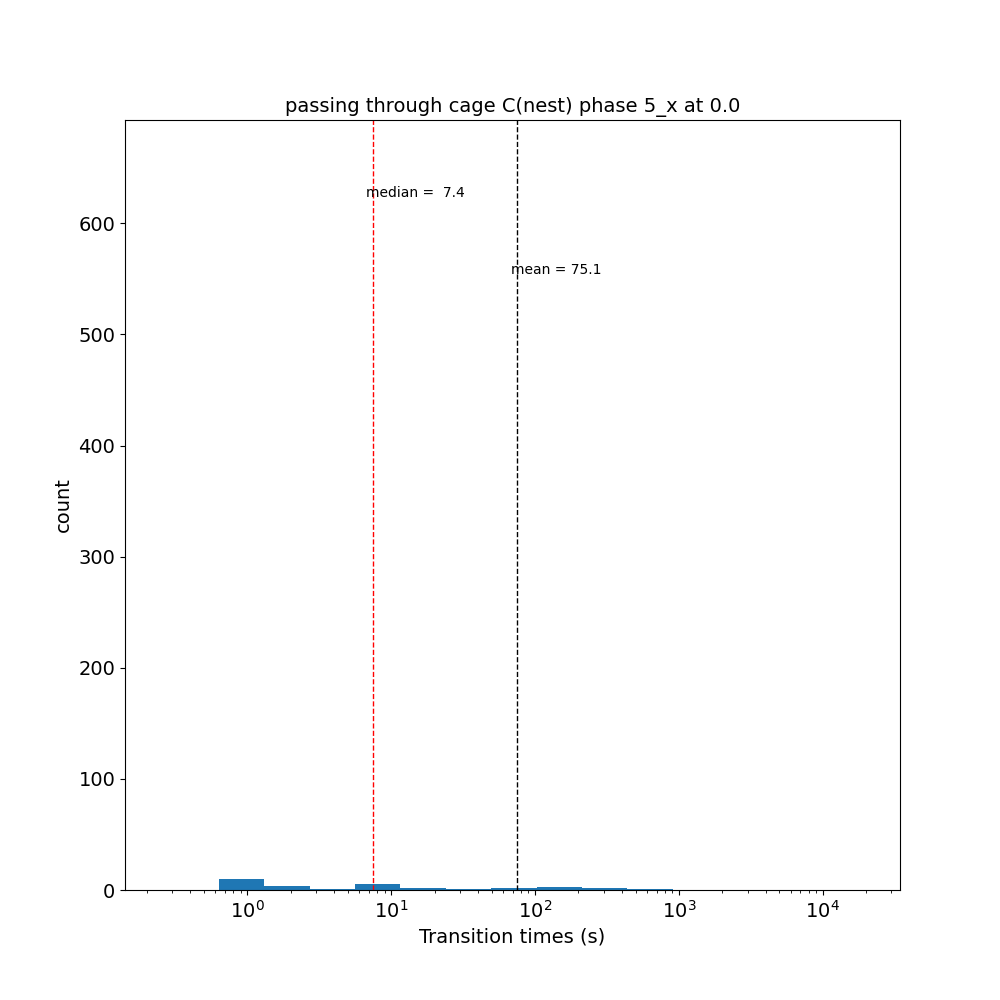 passing through cage C(nest) phase 5_x at 0.0
median =  7.4
mean = 75.1
600
500
400
300
200
100
0
count
10^0 10^1 10^2 10^3 10^4
Transition times (s)